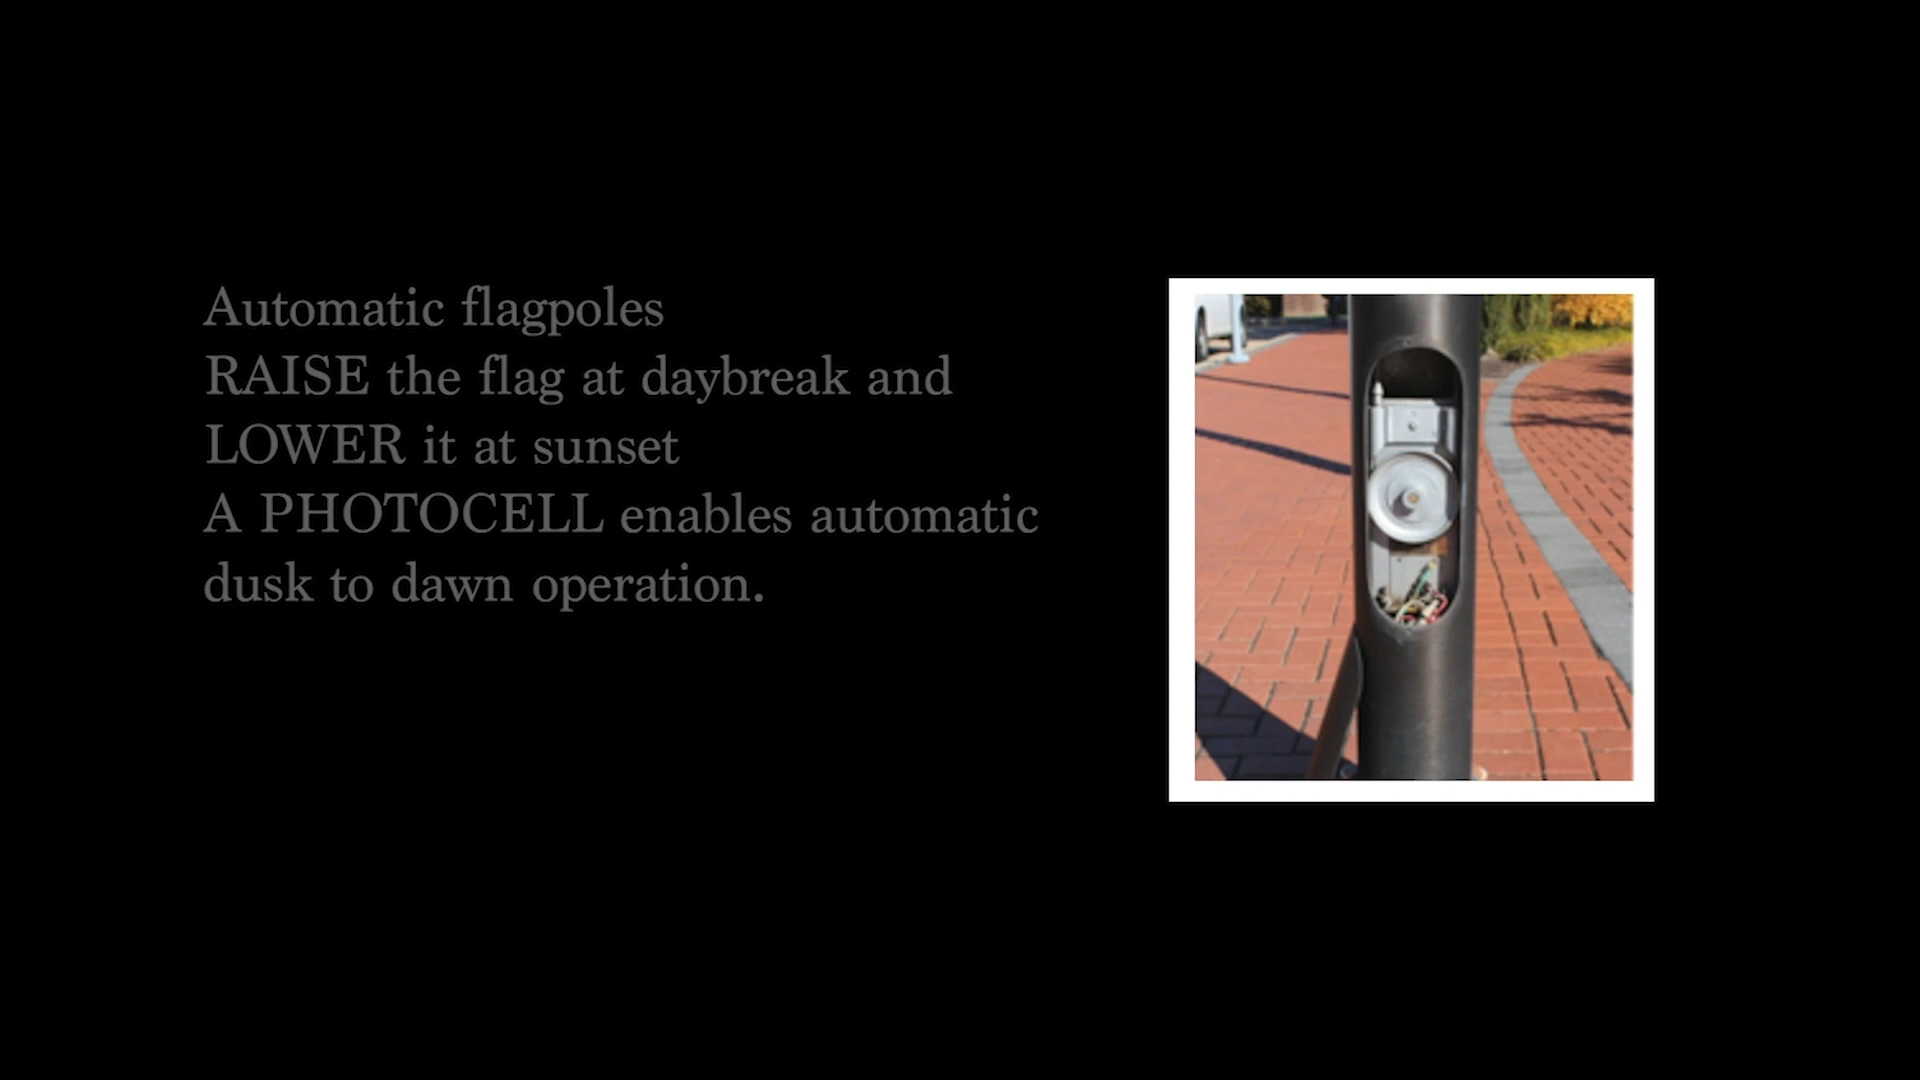 Automatic flagpoles
RAISE the flag at daybreak and
LOWER it at sunset
A PHOTOCELL enables automatic
dusk to dawn operation.